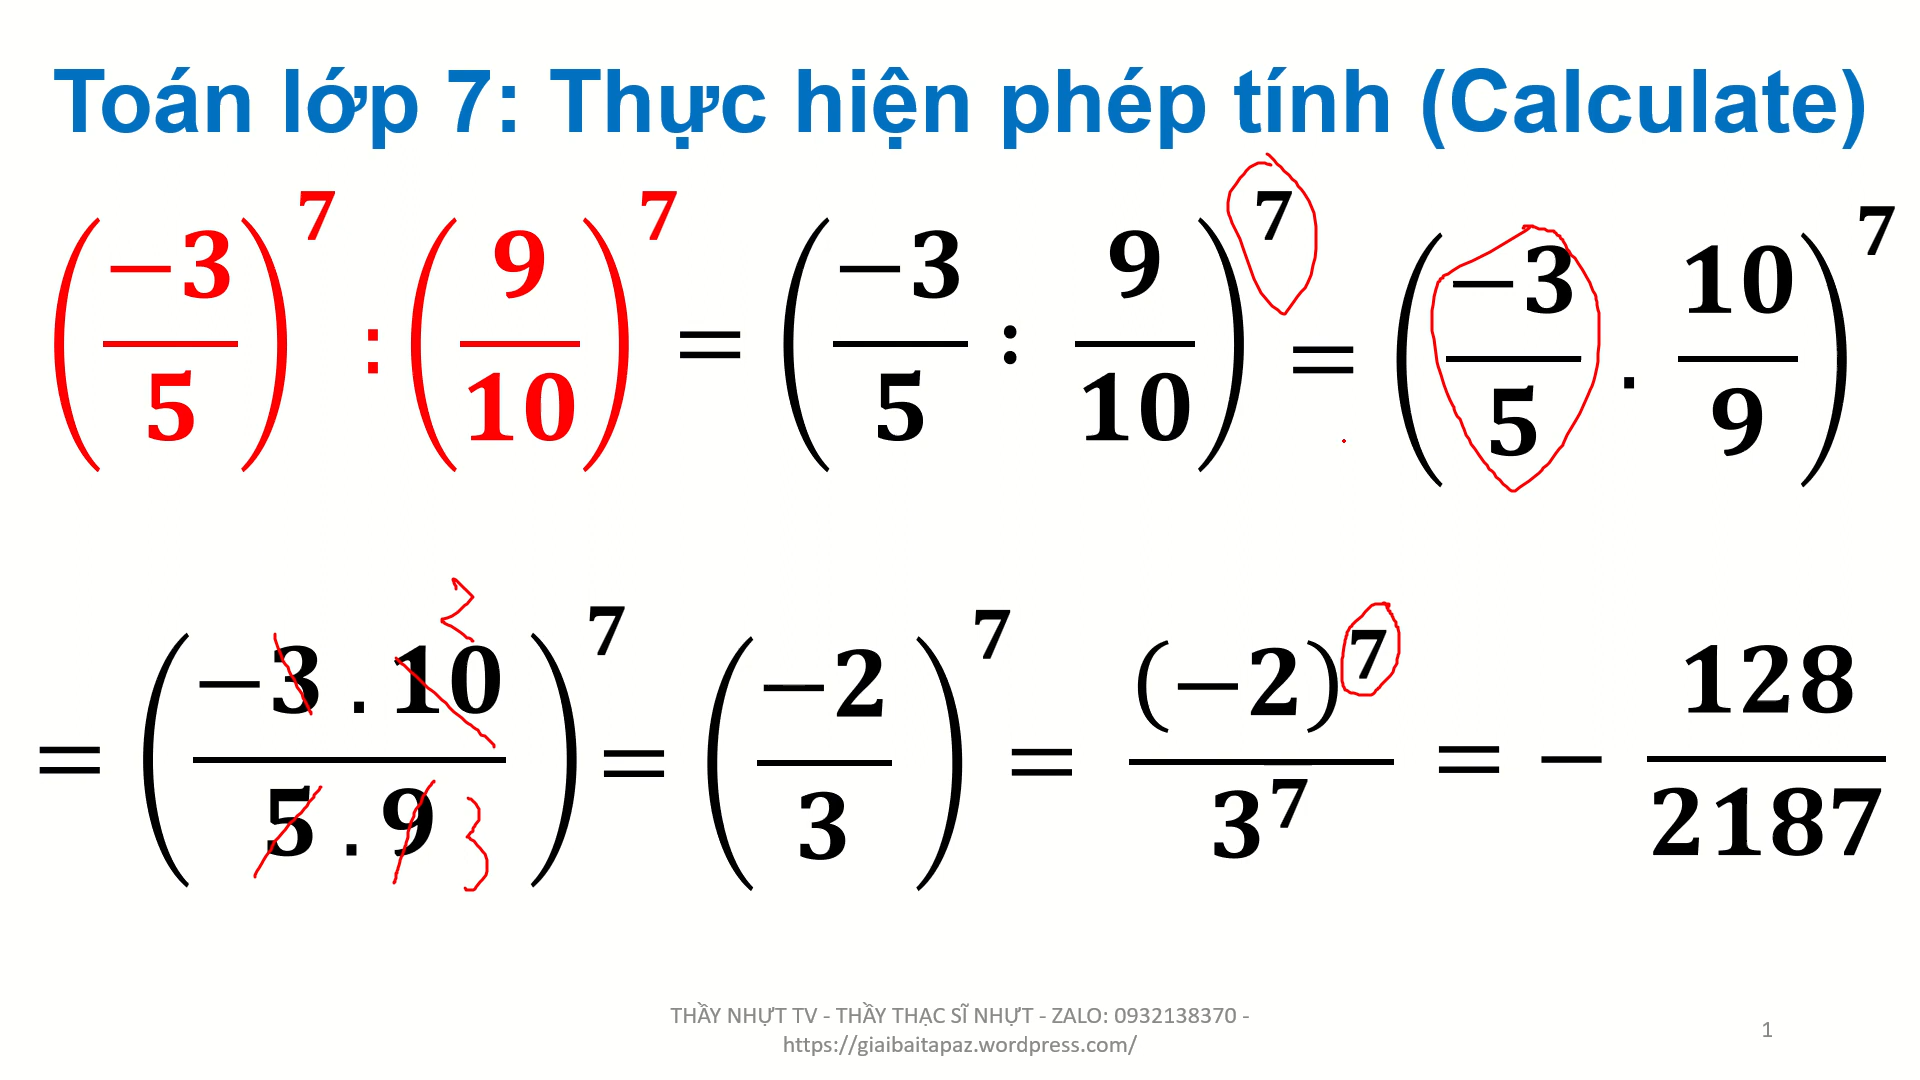 Toán lớp 7: Thực hiện phép tính (Calculate)
(−3/5)^7 : (9/10)^7 = (−3/5 : 9/10)^7 = (−3/5 . 10/9)^7
= (−3 . 10 2 / 5 . 9 3)^7 = (−2/3)^7 = (−2)^7/3^7 = − 128/2187
THẦY NHỰT TV - THẦY THẠC SĨ NHỰT - ZALO: 0932138370 -
https://giaibaitapaz.wordpress.com/
1